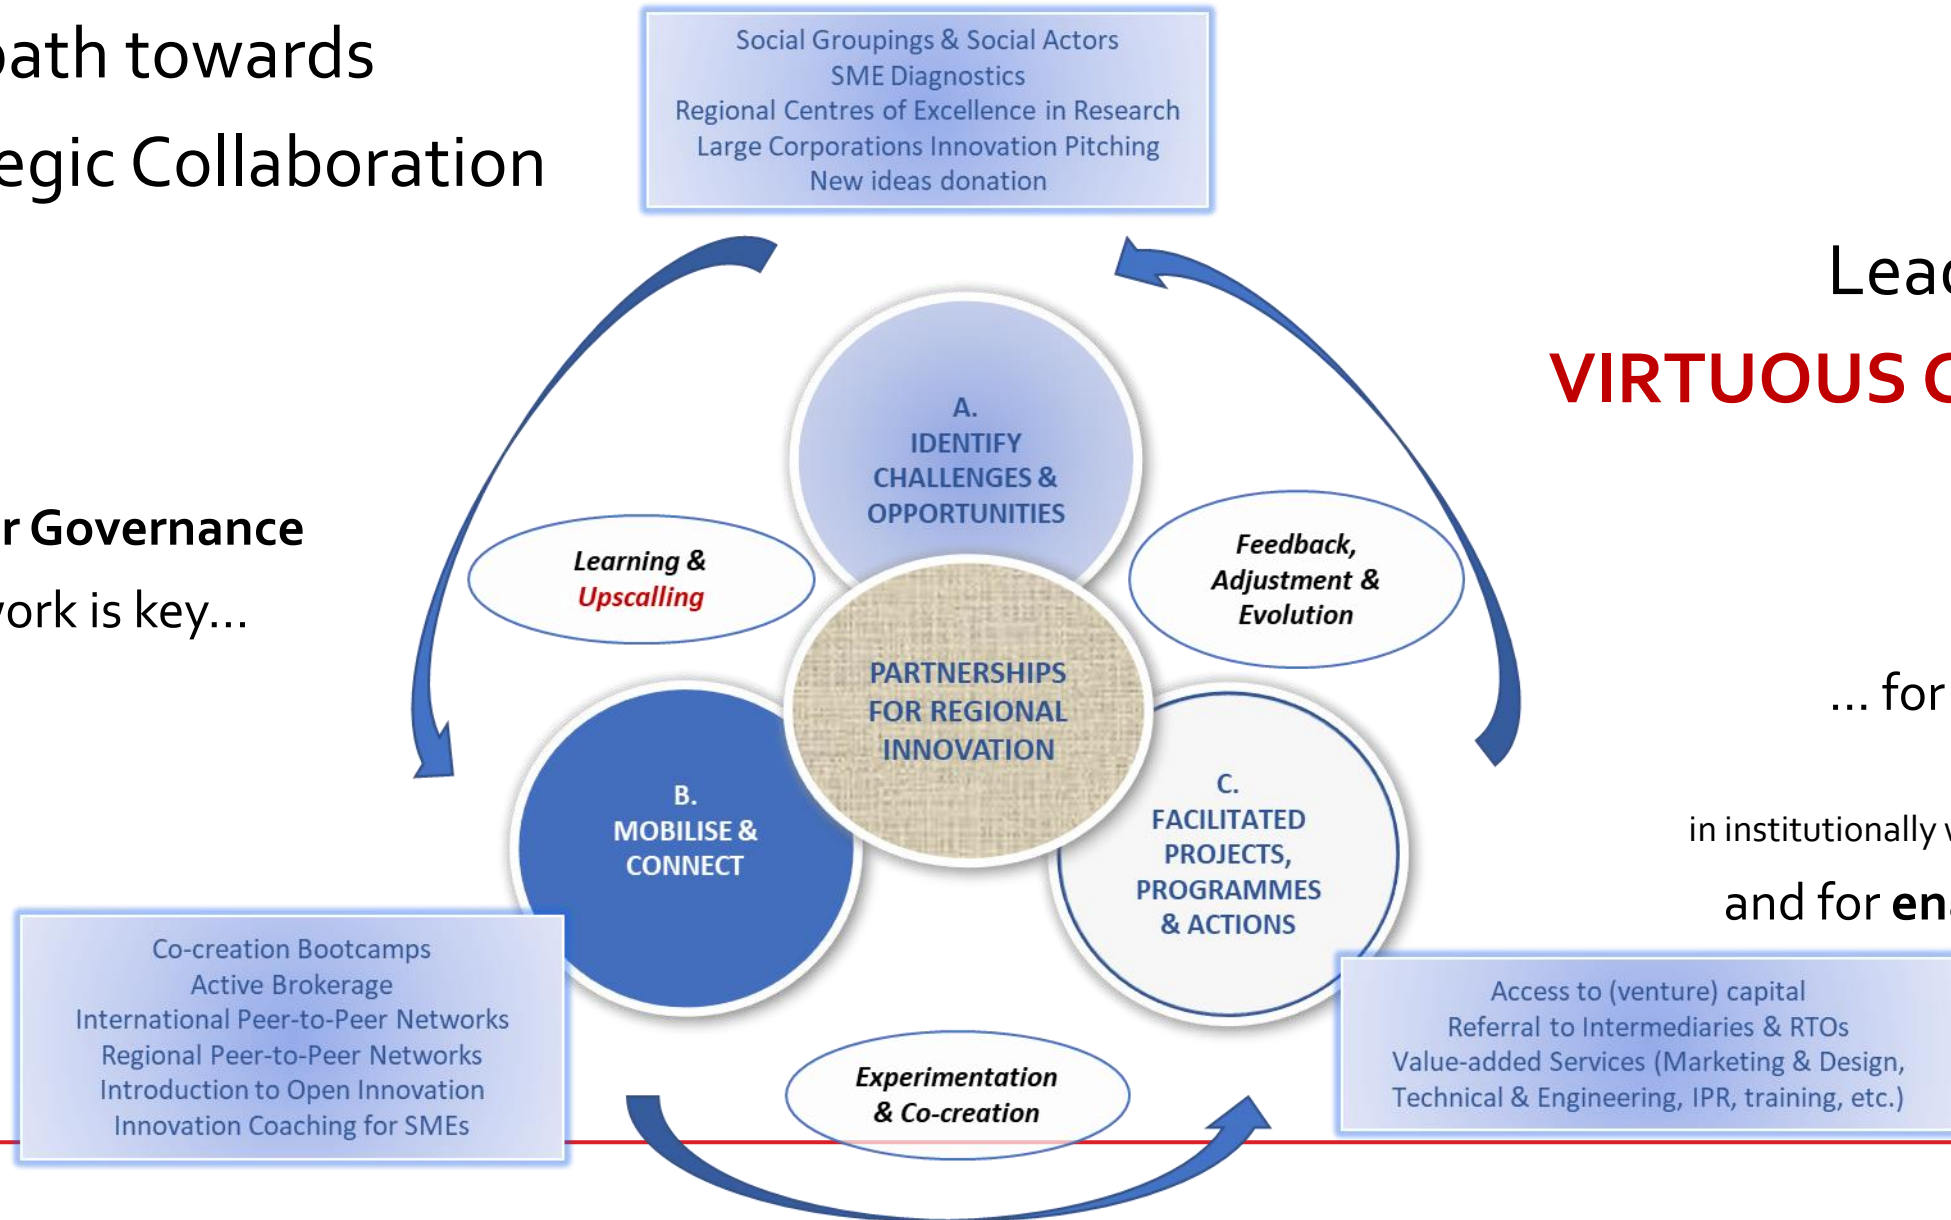 path towards
egic Collaboration
Social Groupings & Social Actors
SME Diagnostics
Regional Centres of Excellence in Research
Large Corporations Innovation Pitching
New ideas donation
VIRTUOUS
A.
IDENTIFY
CHALLENGES &
OPPORTUNITIES
r Governance
work is key...
Learning &
Upscalling
Feedback,
Adjustment &
Evolution
PARTNERSHIPS
FOR REGIONAL
INNOVATION
... for
B.
MOBILISE &
CONNECT
C.
FACILITATED
PROJECTS,
PROGRAMMES
& ACTIONS
in institutionally
and for
Co-creation Bootcamps
Active Brokerage
International Peer-to-Peer Networks
Regional Peer-to-Peer Networks
Introduction to Open Innovation
Innovation Coaching for SMEs
Experimentation
& Co-creation
Access to (venture) capital
Referral to Intermediaries & RTOs
Value-added Services (Marketing & Design,
Technical & Engineering, IPR, training, etc.)